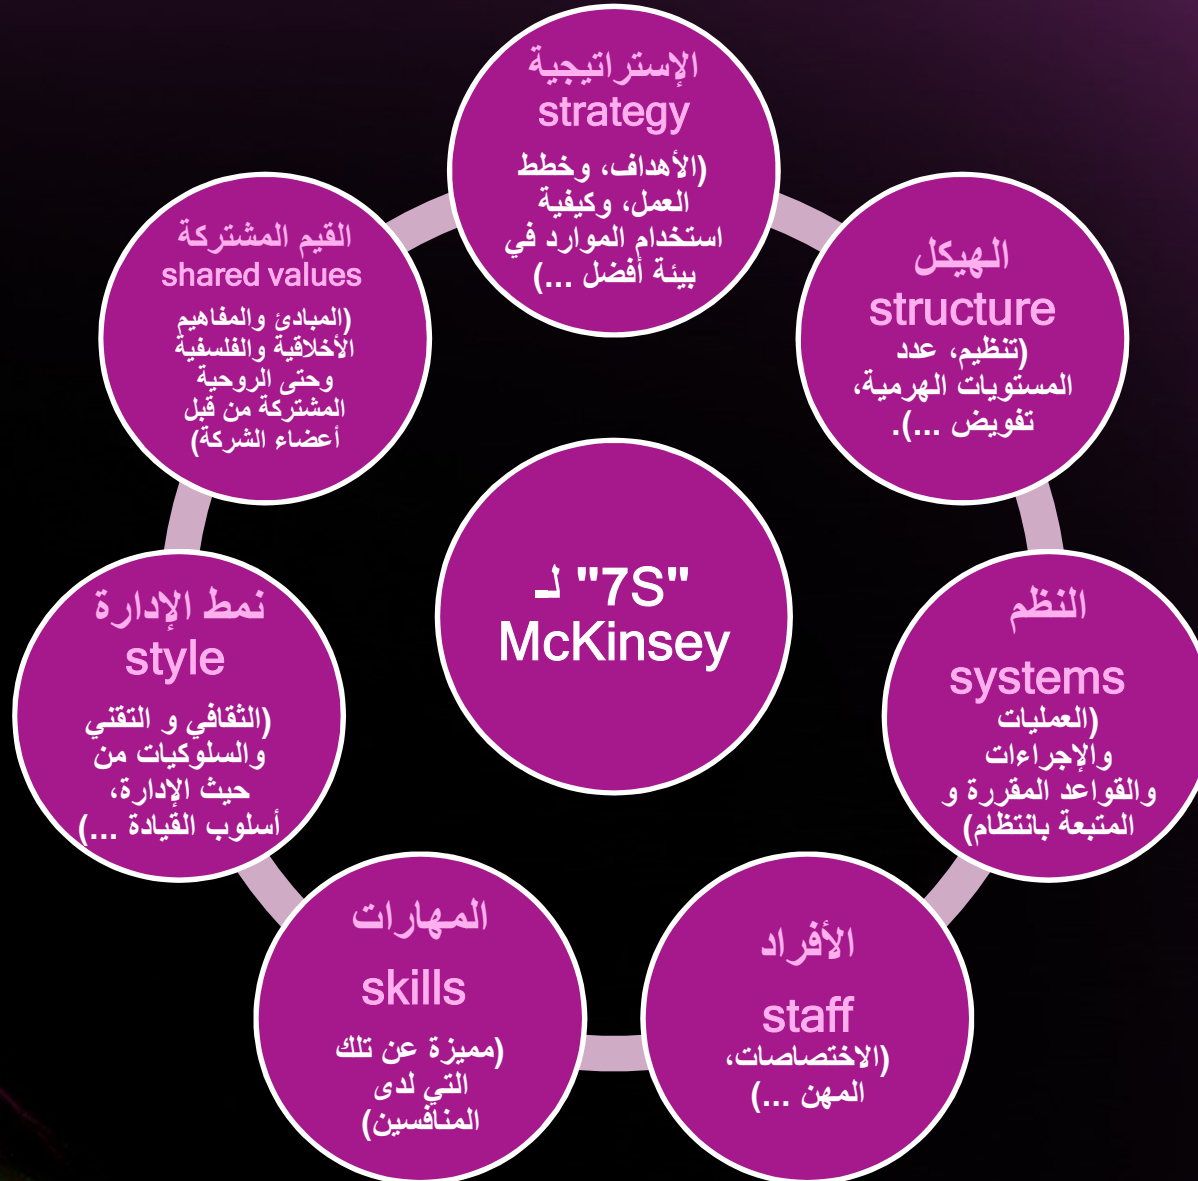 الإستراتيجية
strategy
(الأهداف، وخطط
العمل، وكيفية
استخدام الموارد في
بيئة أفضل ...)
الهيكل
structure
(تنظيم، عدد
المستويات الهرمية،
تفويض ...).
النظم
systems
(العمليات
والإجراءات
والقواعد المقررة و
المتبعة بانتظام)
الأفراد
staff
(الاختصاصات،
المهن ...)
المهارات
skills
(مميزة عن تلك
التي لدى
المنافسين)
نمط الإدارة
style
(الثقافي و التقني
والسلوكيات من
حيث الإدارة،
أسلوب القيادة ...)
القيم المشتركة
shared values
(المبادئ والمفاهيم
الأخلاقية والفلسفية
وحتى الروحية
المشتركة من قبل
أعضاء الشركة)
"7S" لـ
McKinsey